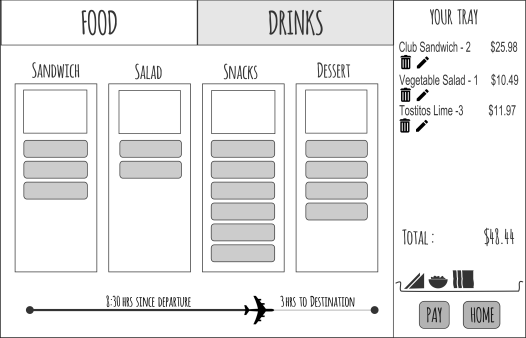 FOOD
DRINKS
SANDWICH
SALAD
SNACKS
DESSERT
8:30 HRS SINCE DEPARTURE
3 HRS TO DESTINATION
YOUR TRAY
Club Sandwich - 2 $25.98
Vegetable Salad - 1 $10.49
Tostitos Lime -3 $11.97
TOTAL : $48.44
PAY
HOME